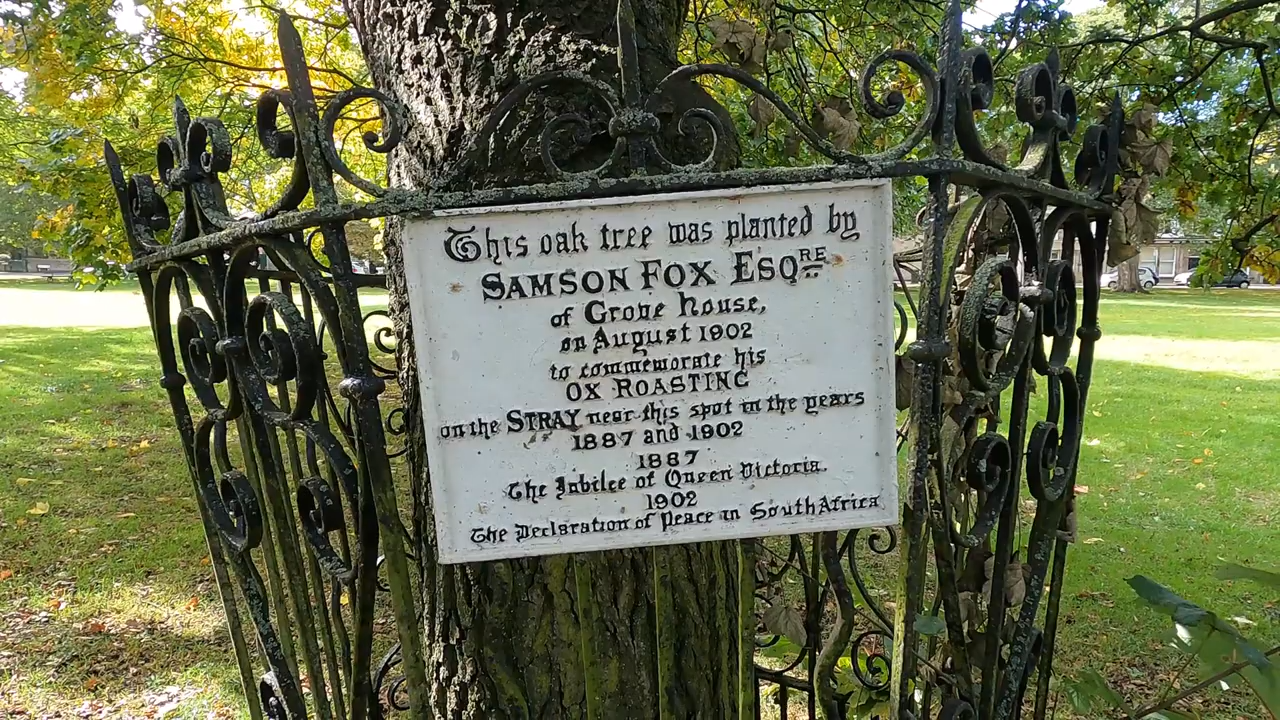 This oak tree was planted by
SAMSON FOX ESQRE
of Grove House,
on August 1902
to commemorate his
OX ROASTING
on the STRAY near this spot in the years
1887 and 1902
1887
The Jubilee of Queen Victoria.
1902
The Declaration of Peace in South Africa